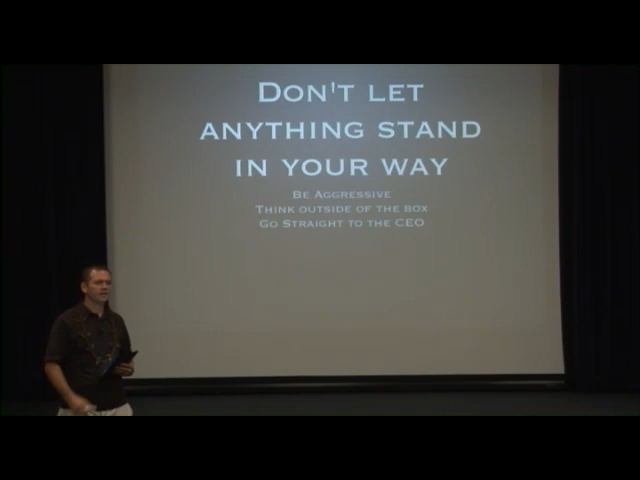 Don't let
anything stand
in your way
Be Aggressive
Think outside of the box
Go Straight to the CEO